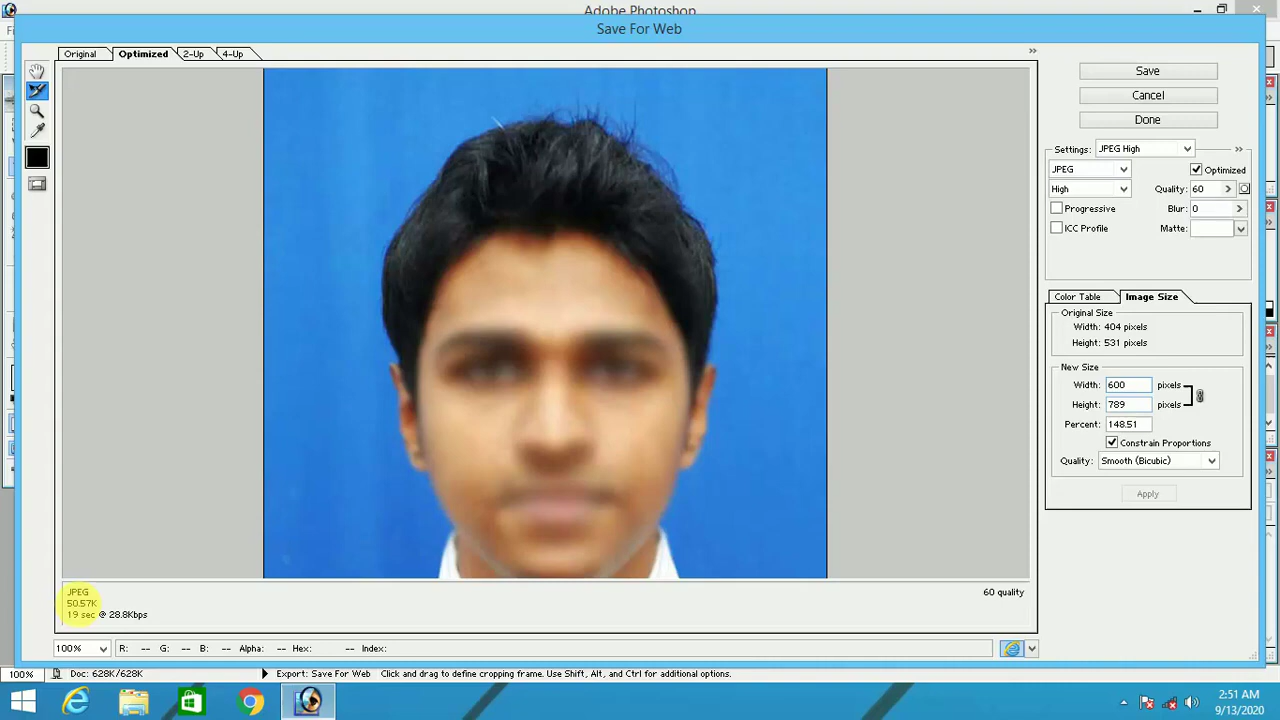 Adobe Photoshop
Save For Web
Original
Optimized
2-Up
4-Up
Save
Cancel
Done
Settings: JPEG High
JPEG
Optimized
High
Quality: 60
Progressive
Blur: 0
ICC Profile
Matte:
Color Table
Image Size
Original Size
Width: 404 pixels
Height: 531 pixels
New Size
Width: 600 pixels
Height: 789 pixels
Percent: 148.51
Constrain Proportions
Quality: Smooth (Bicubic)
Apply
JPEG
50.57K
19 sec @ 28.8Kbps
60 quality
100%
R: -- G: -- B: -- Alpha: -- Hex: -- Index:
100%
Doc: 628K/628K
Export: Save For Web Click and drag to define cropping frame. Use Shift, Alt, and Ctrl for additional options.
2:51 AM
9/13/2020